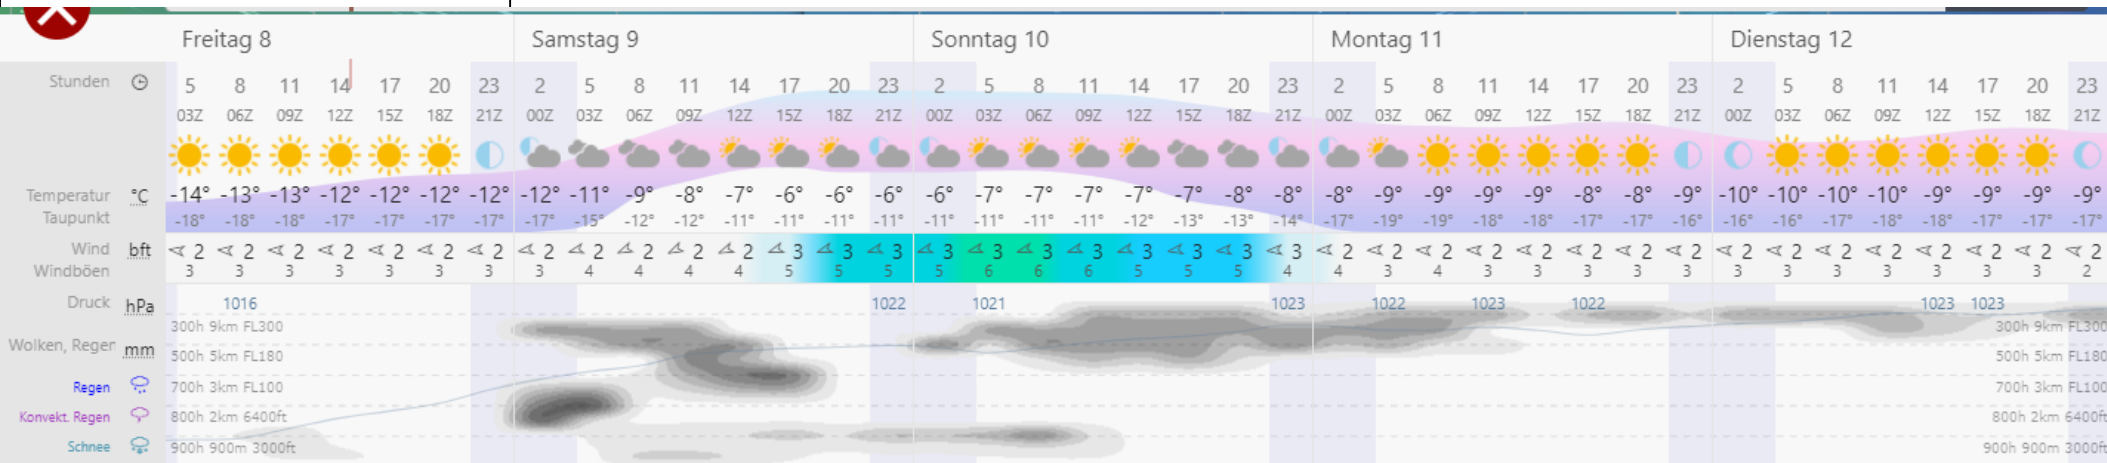 Freitag 8 Samstag 9 Sonntag 10 Montag 11 Dienstag 12
Stunden 5 8 11 14 17 20 23 2 5 8 11 14 17 20 23 2 5 8 11 14 17 20 23 2 5 8 11 14 17 20 23 2 5 8 11 14 17 20 23
03Z 06Z 09Z 12Z 15Z 18Z 21Z 00Z 03Z 06Z 09Z 12Z 15Z 18Z 21Z 00Z 03Z 06Z 09Z 12Z 15Z 18Z 21Z 00Z 03Z 06Z 09Z 12Z 15Z 18Z 21Z 00Z 03Z 06Z 09Z 12Z 15Z 18Z 21Z
Temperatur °C -14° -13° -13° -12° -12° -12° -12° -12° -11° -9° -8° -7° -6° -6° -6° -6° -7° -7° -7° -7° -7° -8° -8° -8° -9° -9° -9° -9° -8° -8° -9° -10° -10° -10° -10° -9° -9° -9° -9°
Taupunkt -18° -18° -18° -17° -17° -17° -17° -17° -15° -12° -12° -11° -11° -11° -11° -11° -11° -11° -11° -12° -13° -13° -14° -17° -19° -19° -18° -18° -17° -17° -16° -16° -16° -17° -18° -18° -17° -17° -17°
Wind bft 2 2 2 2 2 2 2 2 2 2 2 2 3 3 3 3 3 3 3 3 3 3 3 2 2 2 2 2 2 2 2 2 2 2 2 2 2 2 2
Windböen 3 3 3 3 3 3 3 3 4 4 4 4 5 5 5 5 6 6 6 5 5 5 4 4 3 4 3 3 3 3 3 3 3 3 3 3 3 3 2
Druck hPa 1016 1022 1021 1023 1022 1023 1022 1023 1023
300h 9km FL300 300h 9km FL300
Wolken, Regen mm
500h 5km FL180 500h 5km FL180
Regen 700h 3km FL100 700h 3km FL100
Konvekt. Regen 800h 2km 6400ft 800h 2km 6400ft
Schnee 900h 900m 3000ft 900h 900m 3000ft